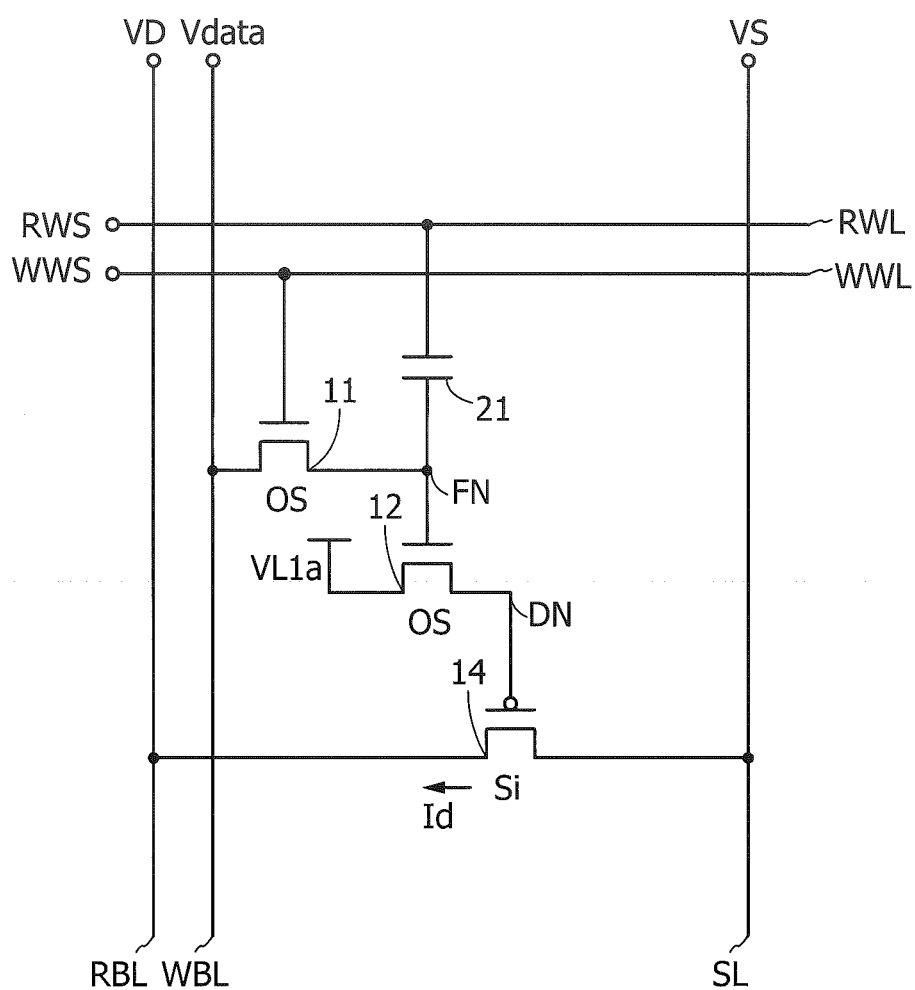 VD Vdata VS
RWS RWL
WWS WWL
11
21
OS
FN
12
VL1a
OS
DN
14
Si
Id
RBL WBL SL